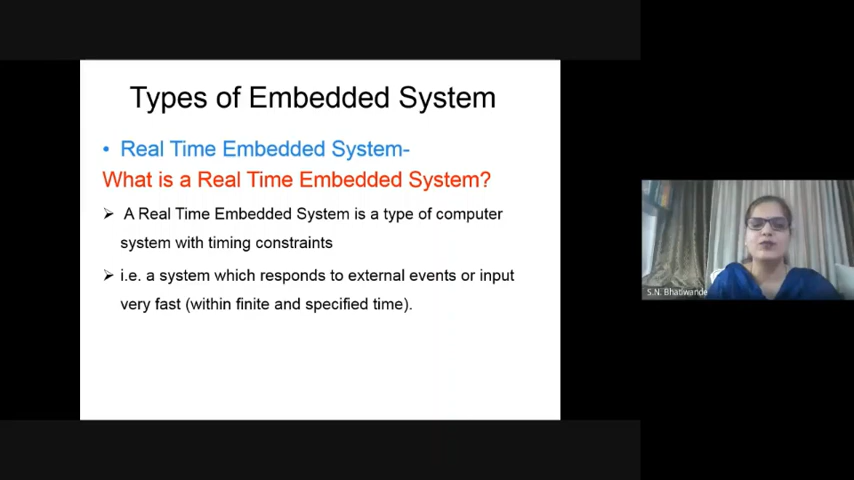 Types of Embedded System
• Real Time Embedded System-
What is a Real Time Embedded System?
➢ A Real Time Embedded System is a type of computer
system with timing constraints
➢ i.e. a system which responds to external events or input
very fast (within finite and specified time).
S.N. Bhatlwande